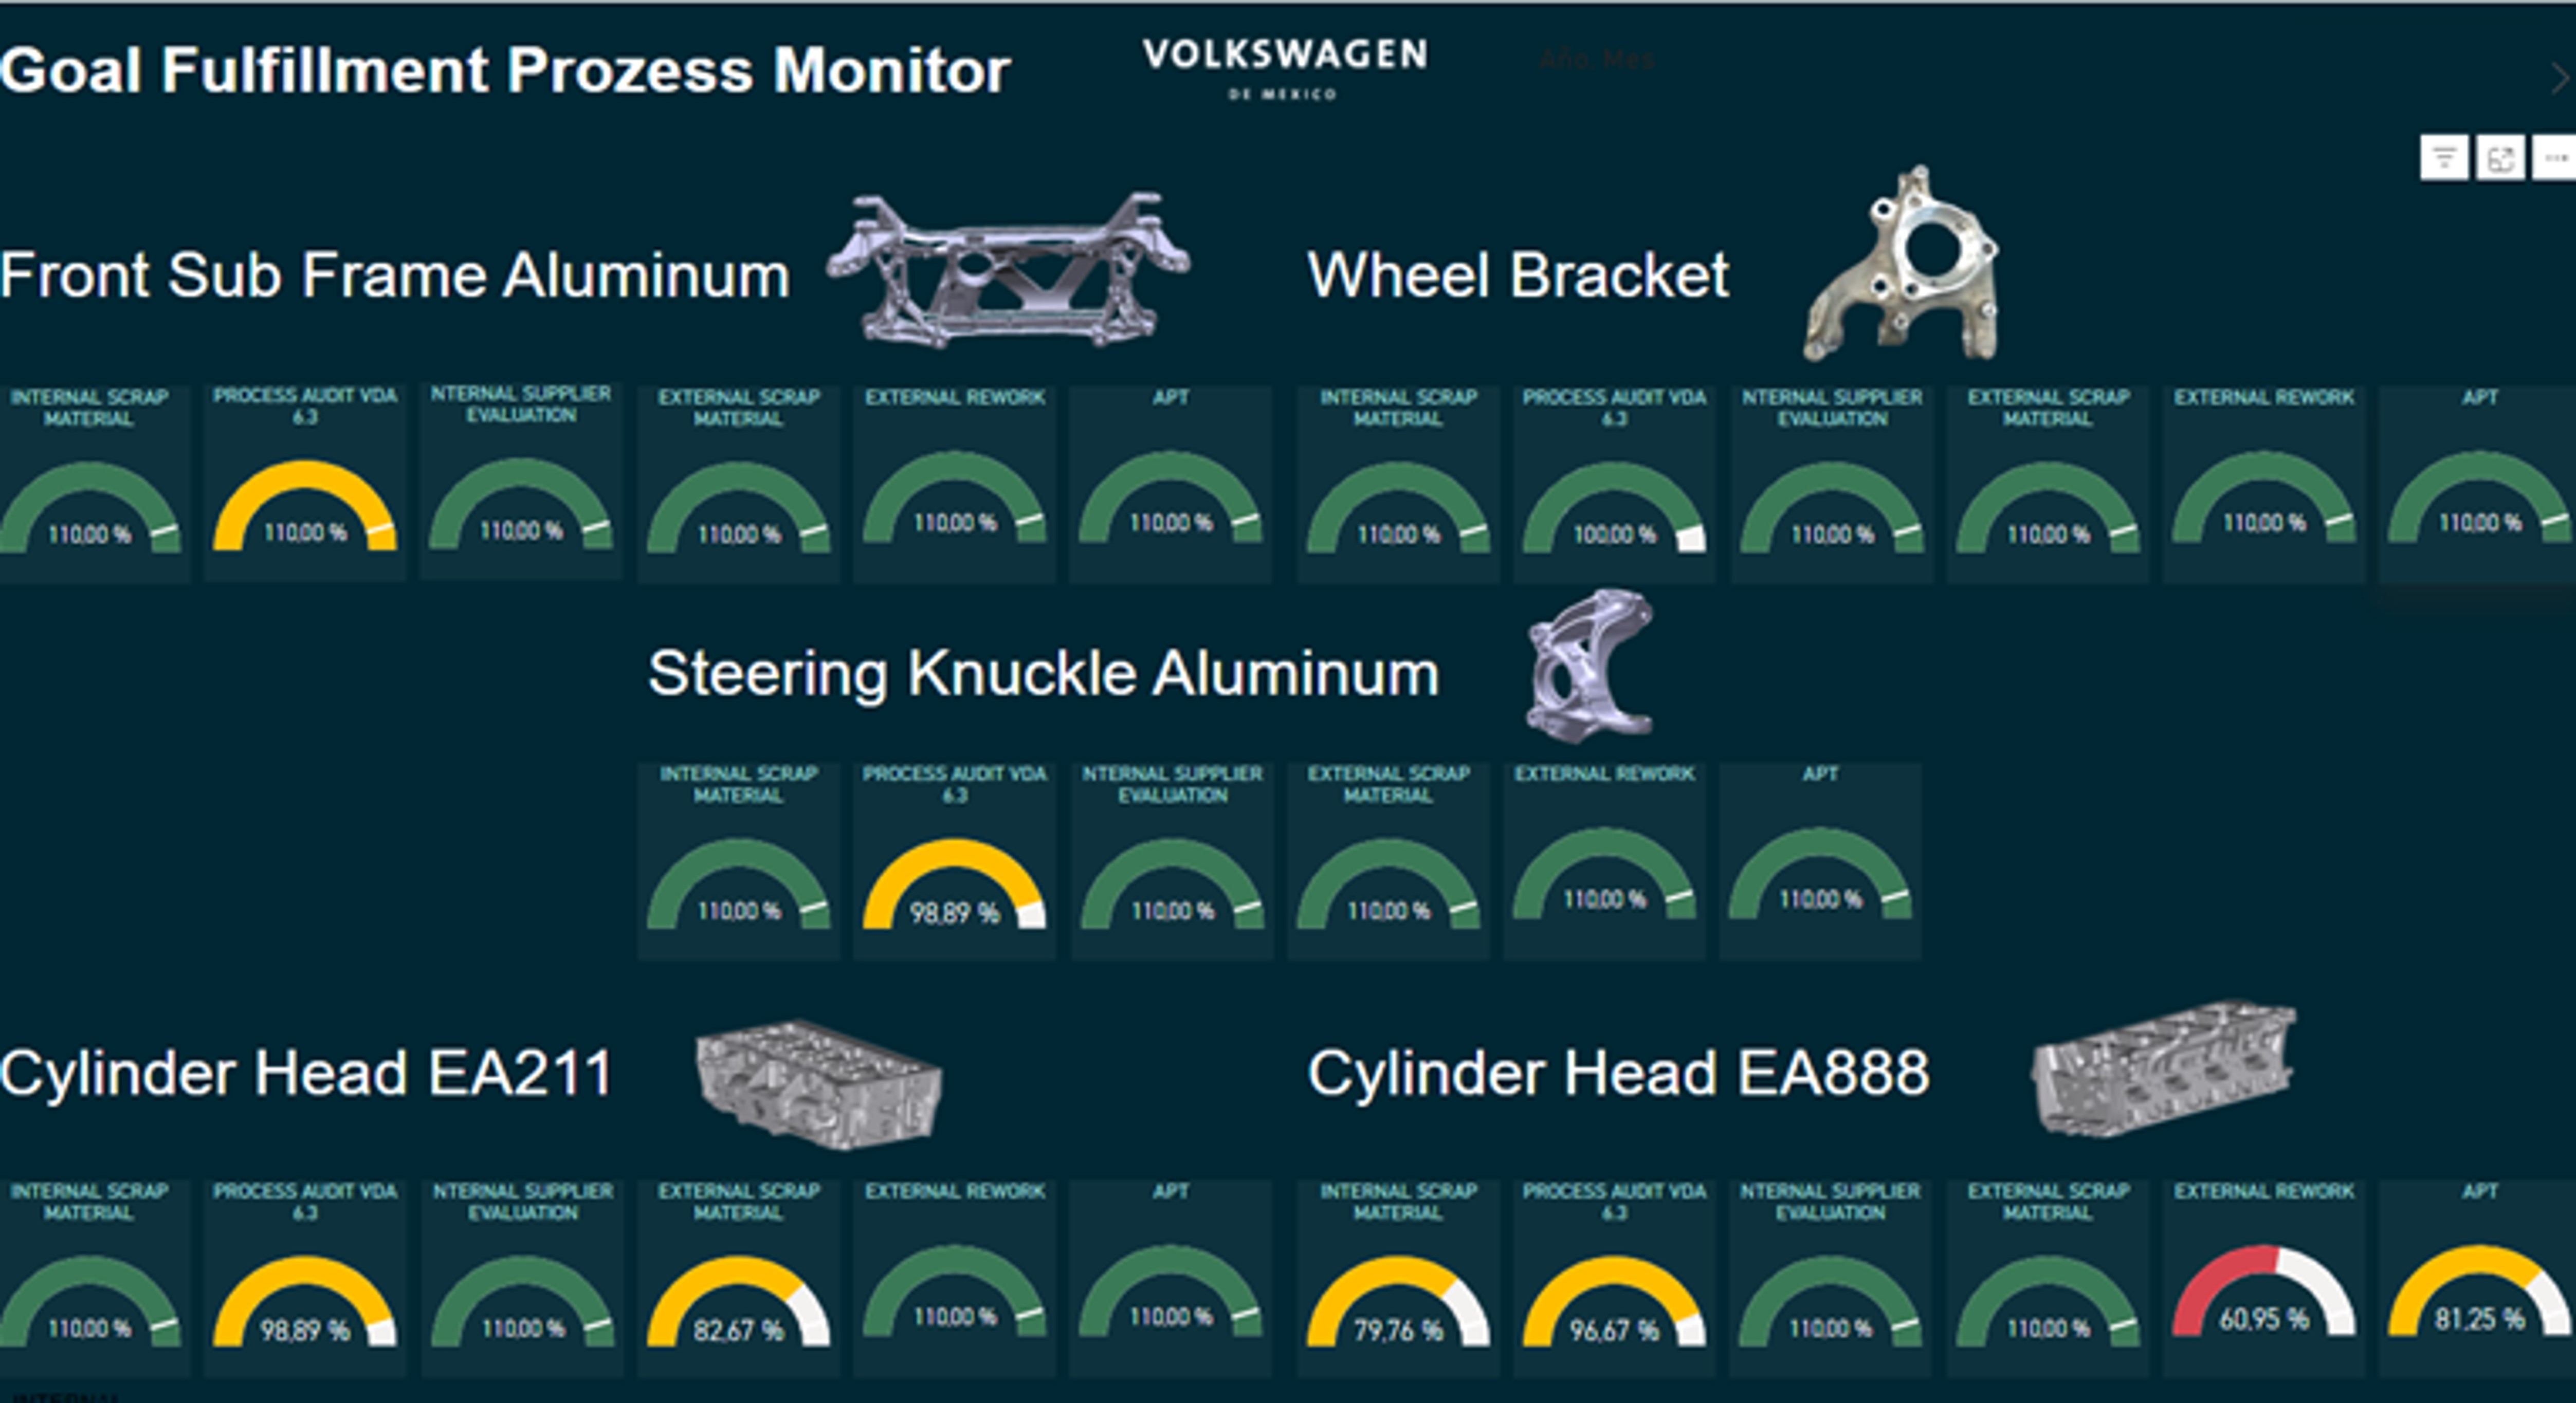 Goal Fulfillment Prozess Monitor
VOLKSWAGEN
DE MEXICO
Año, Mes
Front Sub Frame Aluminum
Wheel Bracket
INTERNAL SCRAP
MATERIAL
110,00 %
PROCESS AUDIT VDA
6.3
110,00 %
NTERNAL SUPPLIER
EVALUATION
110,00 %
EXTERNAL SCRAP
MATERIAL
110,00 %
EXTERNAL REWORK
110,00 %
APT
110,00 %
INTERNAL SCRAP
MATERIAL
110,00 %
PROCESS AUDIT VDA
6.3
100,00 %
NTERNAL SUPPLIER
EVALUATION
110,00 %
EXTERNAL SCRAP
MATERIAL
110,00 %
EXTERNAL REWORK
110,00 %
APT
110,00 %
Steering Knuckle Aluminum
INTERNAL SCRAP
MATERIAL
110,00 %
PROCESS AUDIT VDA
6.3
98,89 %
NTERNAL SUPPLIER
EVALUATION
110,00 %
EXTERNAL SCRAP
MATERIAL
110,00 %
EXTERNAL REWORK
110,00 %
APT
110,00 %
Cylinder Head EA211
Cylinder Head EA888
INTERNAL SCRAP
MATERIAL
110,00 %
PROCESS AUDIT VDA
6.3
98,89 %
NTERNAL SUPPLIER
EVALUATION
110,00 %
EXTERNAL SCRAP
MATERIAL
82,67 %
EXTERNAL REWORK
110,00 %
APT
110,00 %
INTERNAL SCRAP
MATERIAL
79,76 %
PROCESS AUDIT VDA
6.3
96,67 %
NTERNAL SUPPLIER
EVALUATION
110,00 %
EXTERNAL SCRAP
MATERIAL
110,00 %
EXTERNAL REWORK
60,95 %
APT
81,25 %
INTERNAL